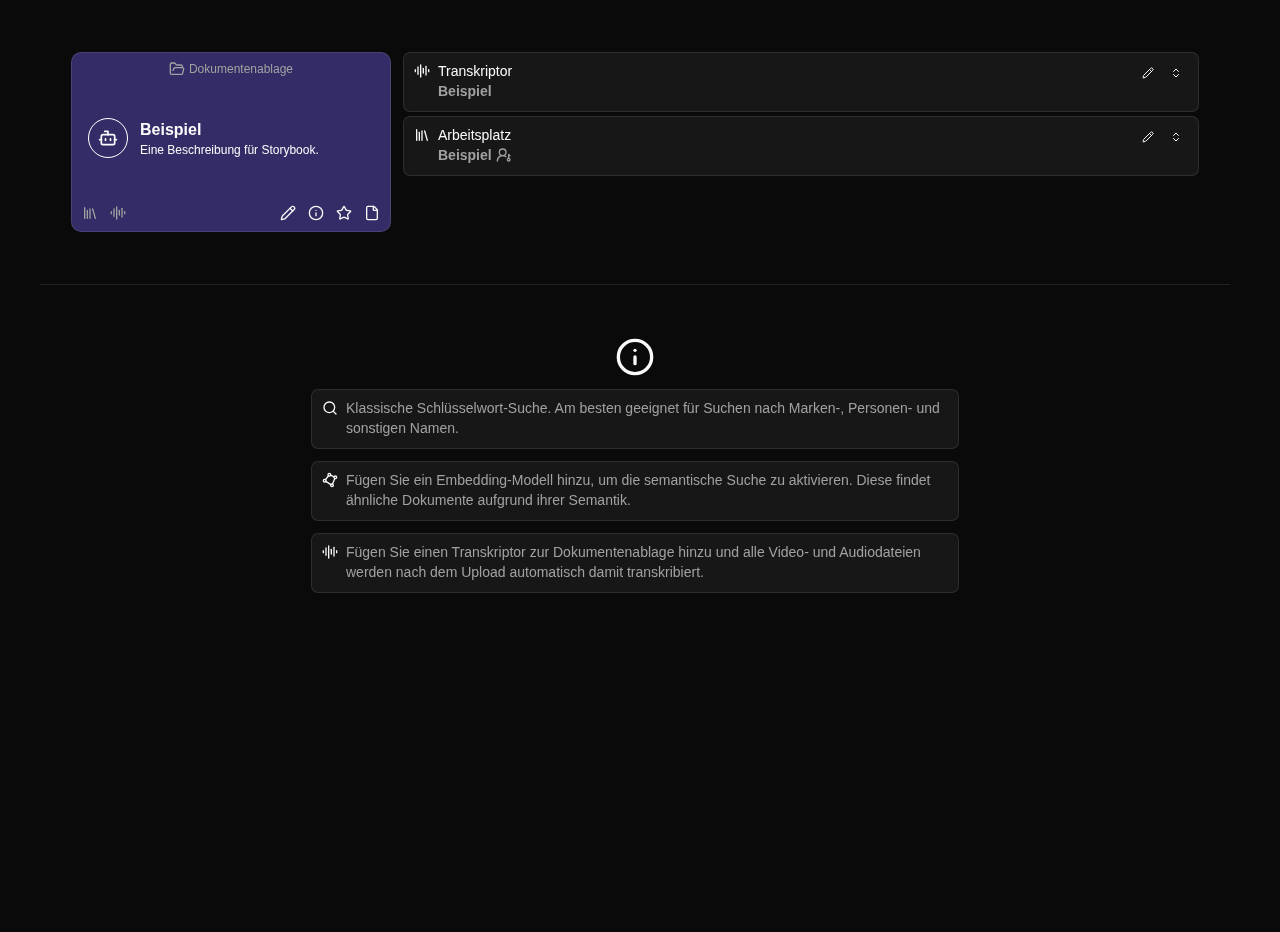 Dokumentenablage
Beispiel
Eine Beschreibung für Storybook.
Transkriptor
Beispiel
Arbeitsplatz
Beispiel
Klassische Schlüsselwort-Suche. Am besten geeignet für Suchen nach Marken-, Personen- und
sonstigen Namen.
Fügen Sie ein Embedding-Modell hinzu, um die semantische Suche zu aktivieren. Diese findet
ähnliche Dokumente aufgrund ihrer Semantik.
Fügen Sie einen Transkriptor zur Dokumentenablage hinzu und alle Video- und Audiodateien
werden nach dem Upload automatisch damit transkribiert.